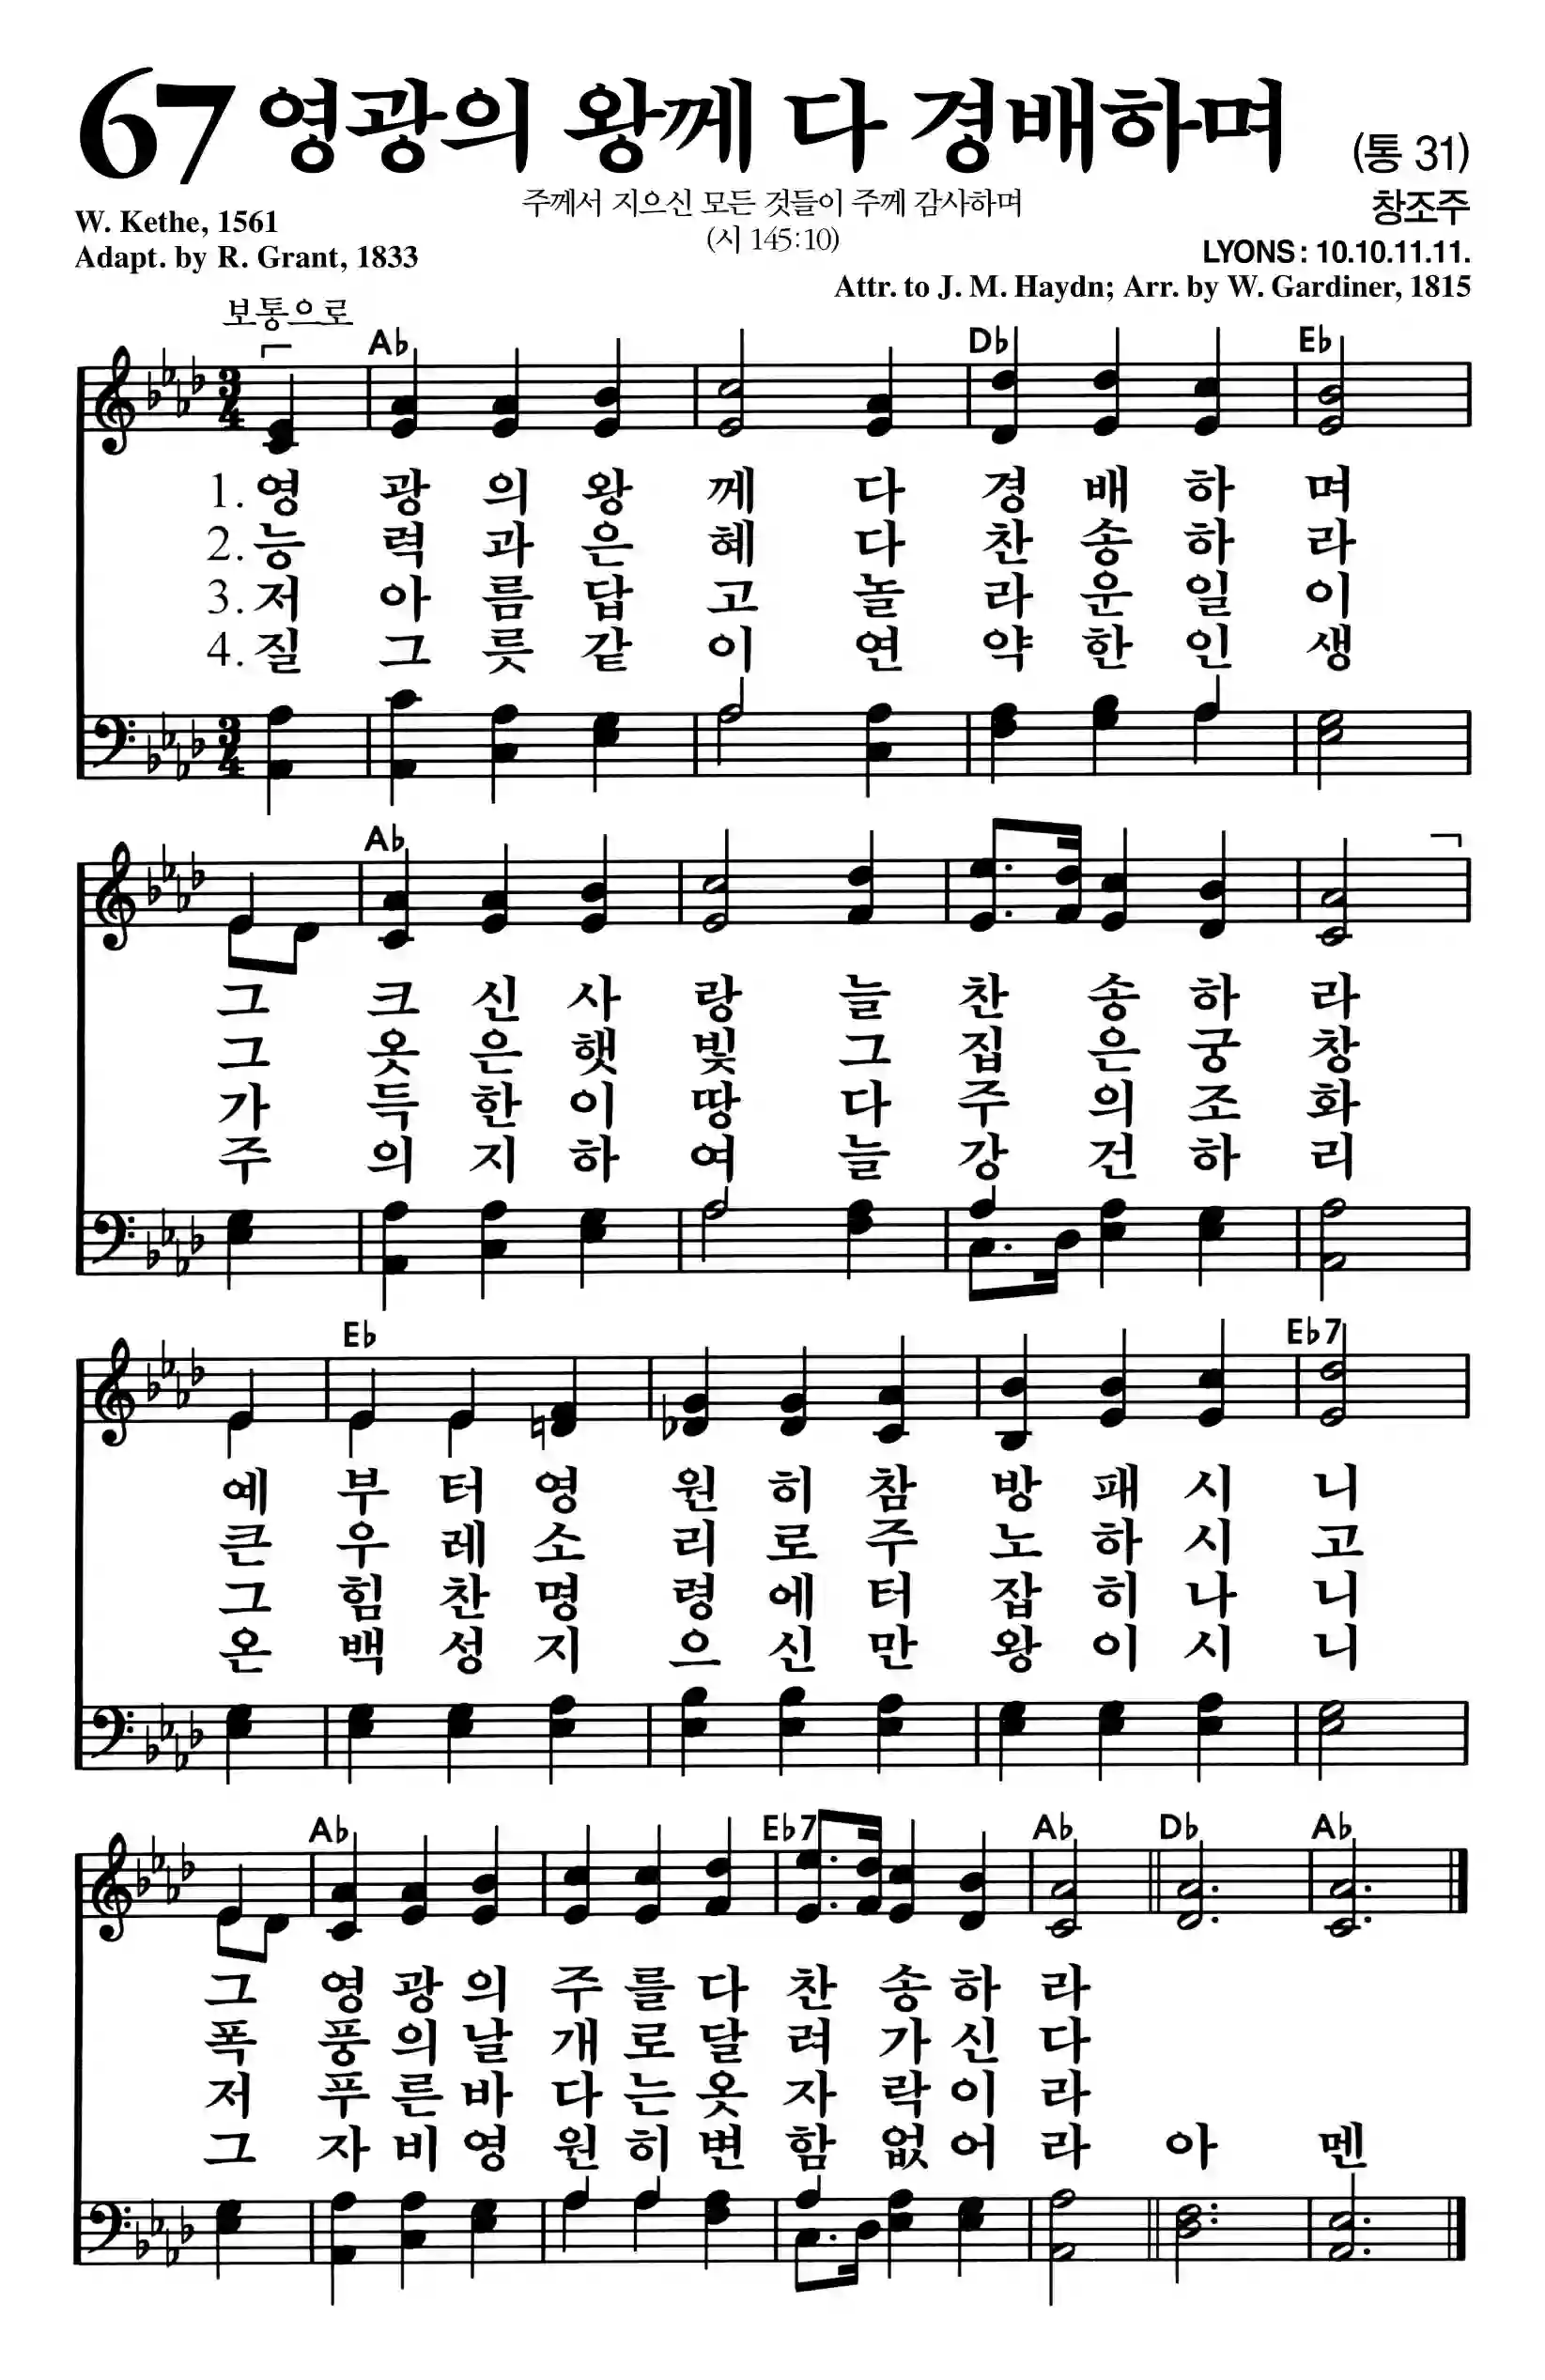 67 영광의 왕께 다 경배하며 (통 31)
주께서 지으신 모든 것들이 주께 감사하며
(시 145:10)
창조주
W. Kethe, 1561
Adapt. by R. Grant, 1833
LYONS : 10.10.11.11.
Attr. to J. M. Haydn; Arr. by W. Gardiner, 1815
보통으로
A♭ D♭ E♭
3/4
1. 영 광 의 왕 께 다 경 배 하 며
2. 능 력 과 은 혜 다 찬 송 하 라
3. 저 아 름 답 고 놀 라 운 일 이
4. 질 그 릇 같 이 연 약 한 인 생
3/4
A♭
그 크 신 사 랑 늘 찬 송 하 라
그 옷 은 햇 빛 그 집 은 궁 창
가 득 한 이 땅 다 주 의 조 화
주 의 지 하 여 늘 강 건 하 리
E♭ E♭7
예 부 터 영 원 히 참 방 패 시 니
큰 우 레 소 리 로 주 노 하 시 고
그 힘 찬 명 령 에 터 잡 히 나 니
온 백 성 지 으 신 만 왕 이 시 니
A♭ E♭7 A♭ D♭ A♭
그 영 광 의 주 를 다 찬 송 하 라
폭 풍 의 날 개 로 달 려 가 신 다
저 푸 른 바 다 는 옷 자 락 이 라
그 자 비 영 원 히 변 함 없 어 라 아 멘